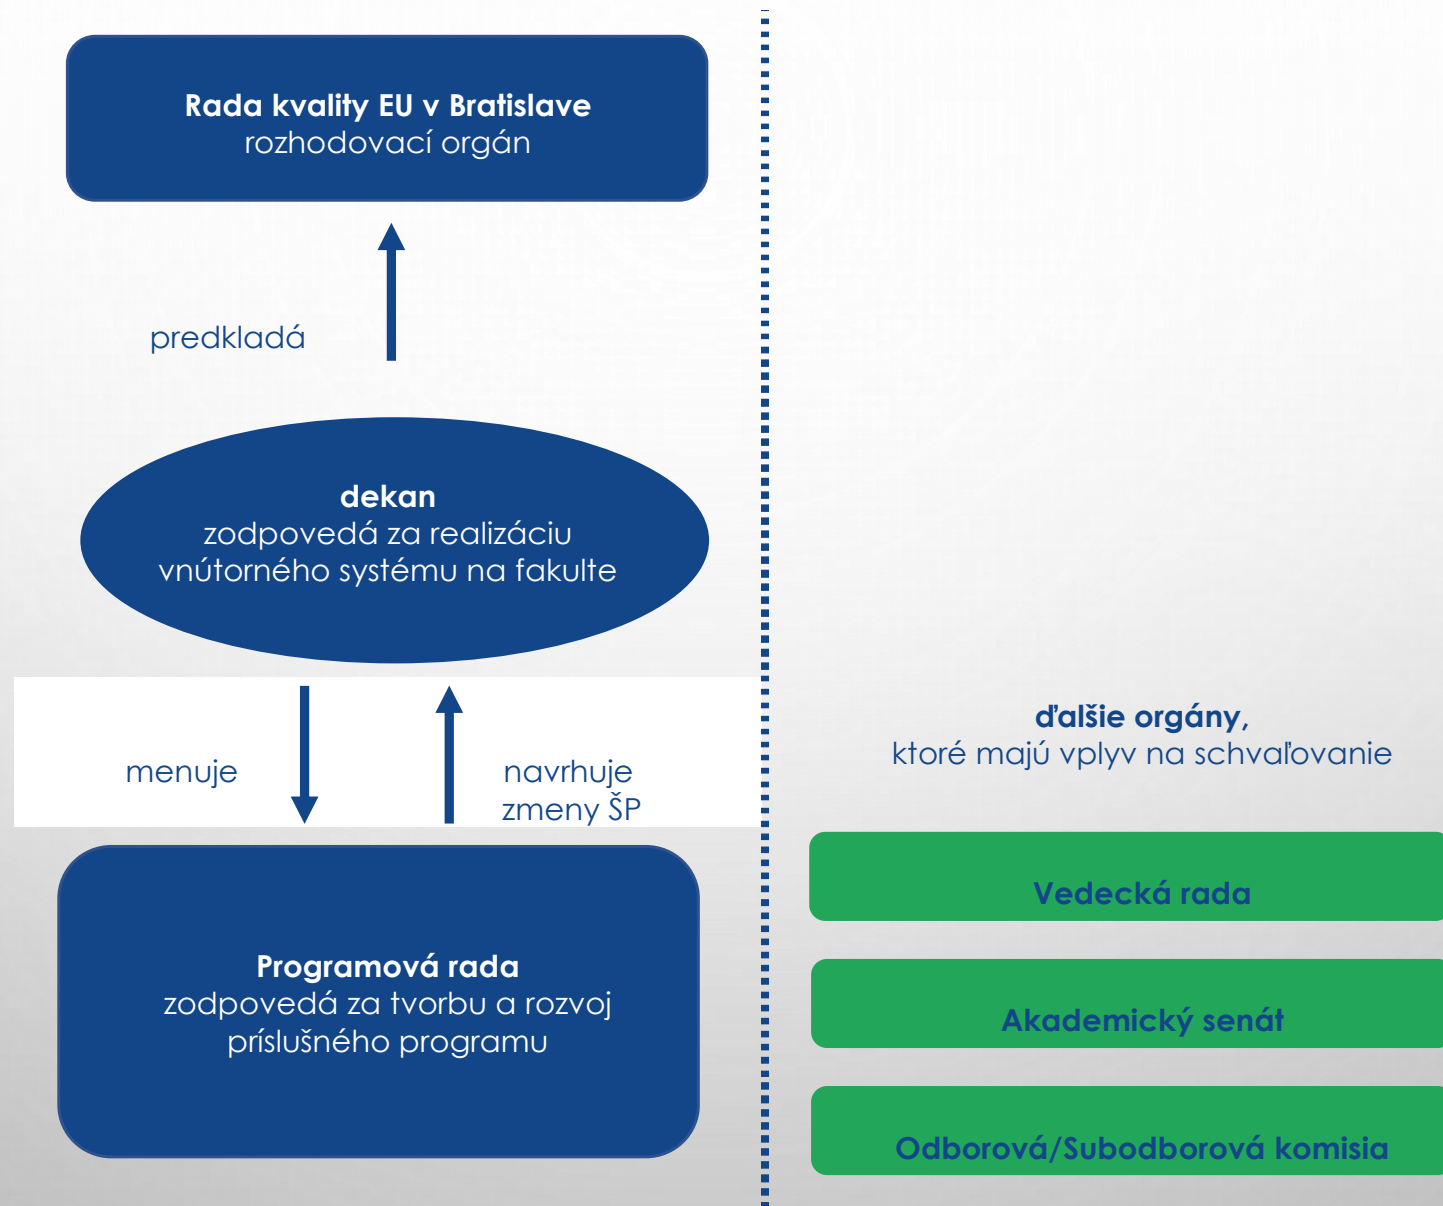 Rada kvality EU v Bratislave
rozhodovací orgán
predkladá
dekan
zodpovedá za realizáciu
vnútorného systému na fakulte
menuje
navrhuje
zmeny ŠP
Programová rada
zodpovedá za tvorbu a rozvoj
príslušného programu
ďalšie orgány,
ktoré majú vplyv na schvaľovanie
Vedecká rada
Akademický senát
Odborová/Subodborová komisia